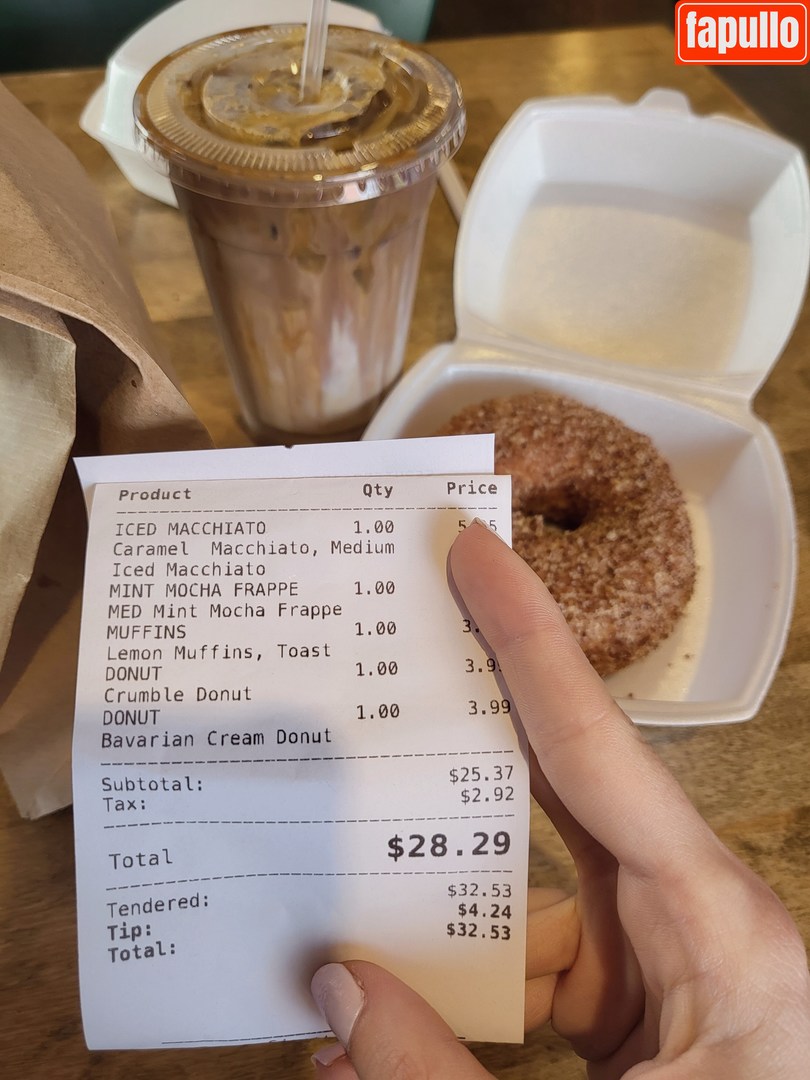 fapullo
Product Qty Price
ICED MACCHIATO 1.00
Caramel Macchiato, Medium
Iced Macchiato
MINT MOCHA FRAPPE 1.00
MED Mint Mocha Frappe
MUFFINS 1.00
Lemon Muffins, Toast
DONUT 1.00
Crumble Donut
DONUT 1.00 3.99
Bavarian Cream Donut
Subtotal: $25.37
Tax: $2.92
Total $28.29
Tendered: $32.53
Tip: $4.24
Total: $32.53